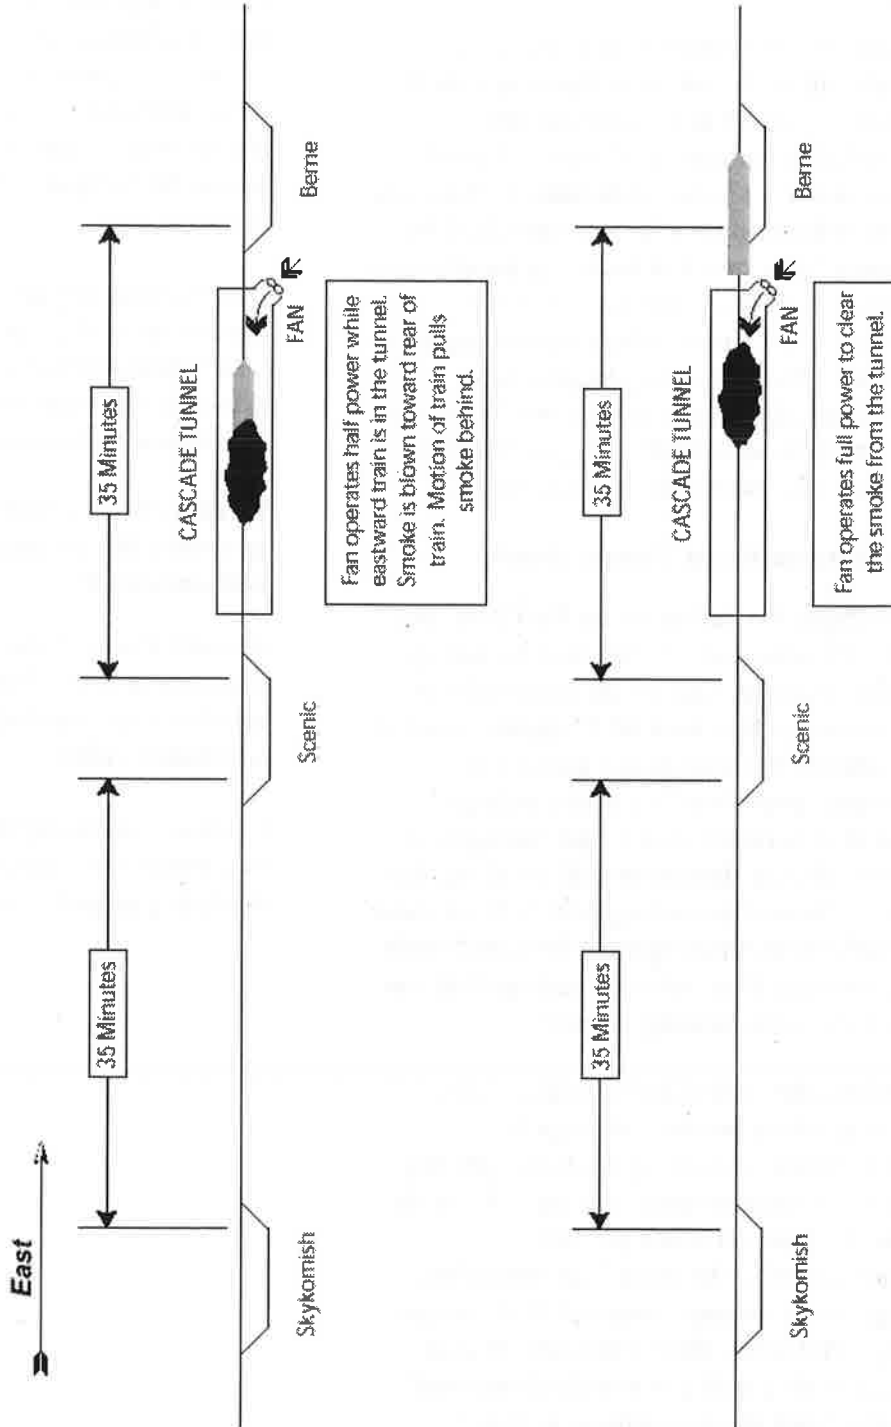 East
35 Minutes
35 Minutes
CASCADE TUNNEL
FAN
Skykomish
Scenic
Berne
Fan operates half power while
eastward train is in the tunnel.
Smoke is blown toward rear of
train. Motion of train pulls
smoke behind.
35 Minutes
35 Minutes
CASCADE TUNNEL
FAN
Skykomish
Scenic
Berne
Fan operates full power to clear
the smoke from the tunnel.